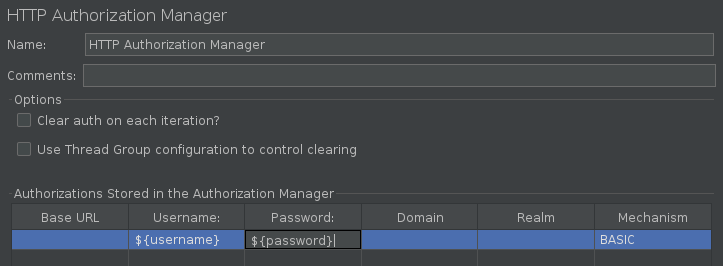 HTTP Authorization Manager
Name: HTTP Authorization Manager
Comments:
Options
Clear auth on each iteration?
Use Thread Group configuration to control clearing
Authorizations Stored in the Authorization Manager
Base URL Username: Password: Domain Realm Mechanism
${username} ${password} BASIC